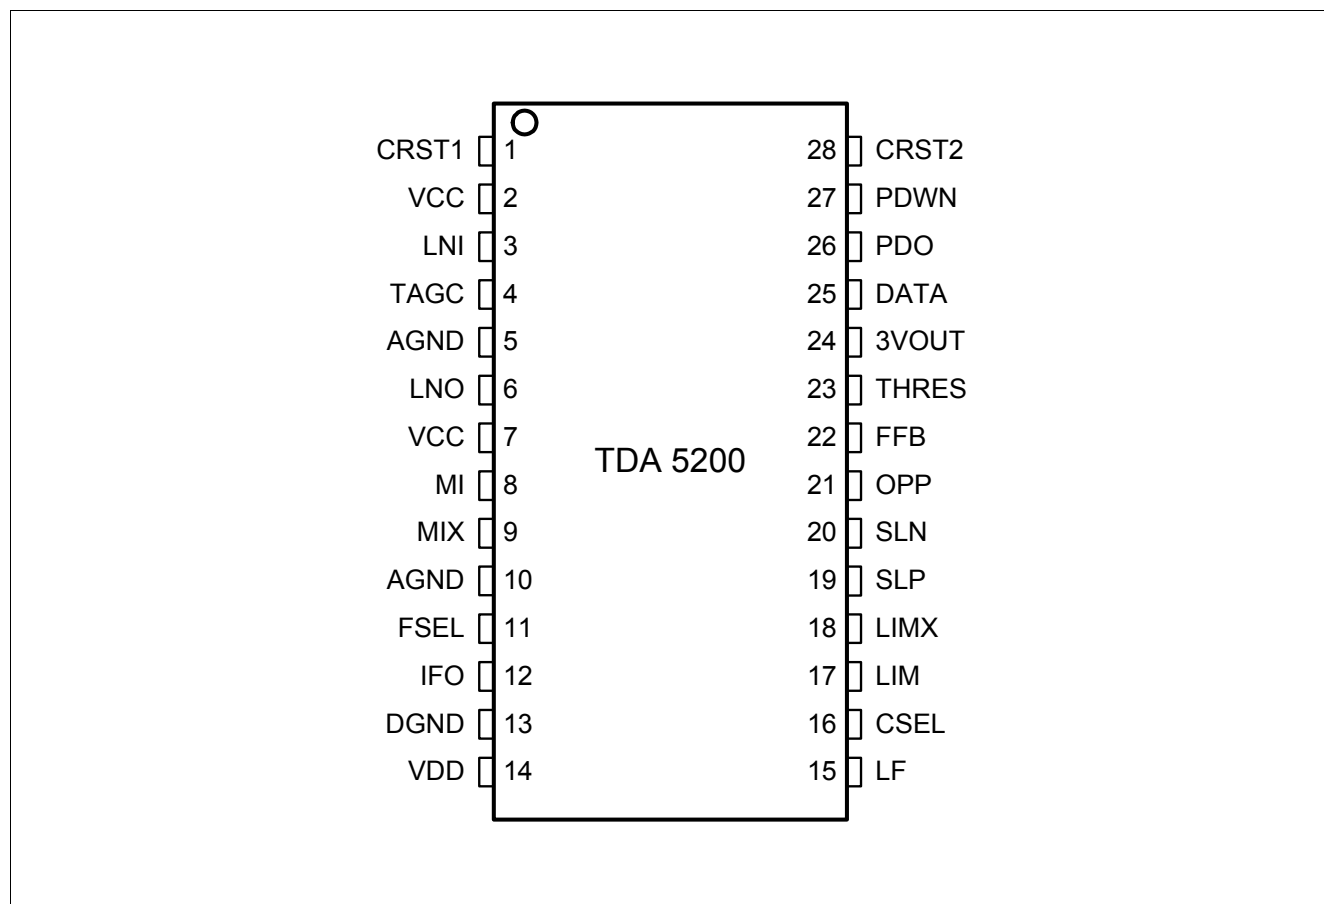 CRST1 1 28 CRST2
VCC 2 27 PDWN
LNI 3 26 PDO
TAGC 4 25 DATA
AGND 5 24 3VOUT
LNO 6 23 THRES
VCC 7 22 FFB
TDA 5200
MI 8 21 OPP
MIX 9 20 SLN
AGND 10 19 SLP
FSEL 11 18 LIMX
IFO 12 17 LIM
DGND 13 16 CSEL
VDD 14 15 LF